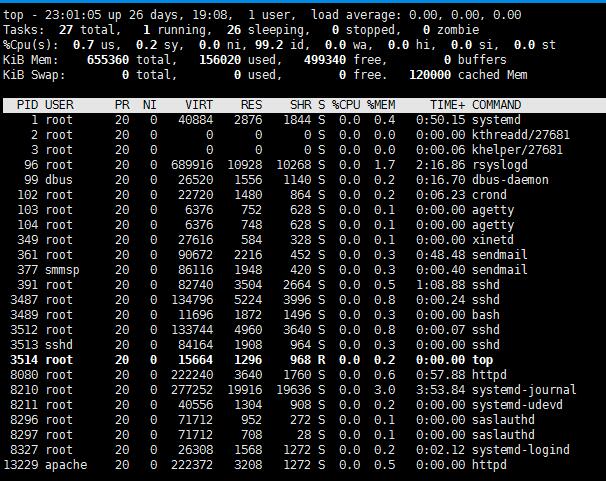 top - 23:01:05 up 26 days, 19:08,  1 user,  load average: 0.00, 0.00, 0.00
Tasks:  27 total,   1 running,  26 sleeping,   0 stopped,   0 zombie
%Cpu(s):  0.7 us,  0.2 sy,  0.0 ni, 99.2 id,  0.0 wa,  0.0 hi,  0.0 si,  0.0 st
KiB Mem:    655360 total,   156020 used,   499340 free,        0 buffers
KiB Swap:        0 total,        0 used,        0 free.   120000 cached Mem
PID USER      PR  NI    VIRT    RES    SHR S %CPU %MEM     TIME+ COMMAND
1 root      20   0   40884   2876   1844 S  0.0  0.4   0:50.15 systemd
2 root      20   0       0      0      0 S  0.0  0.0   0:00.00 kthreadd/27681
3 root      20   0       0      0      0 S  0.0  0.0   0:00.06 khelper/27681
96 root      20   0  689916  10928  10268 S  0.0  1.7   2:16.86 rsyslogd
99 dbus      20   0   26520   1556   1140 S  0.0  0.2   0:16.70 dbus-daemon
102 root      20   0   22720   1480    864 S  0.0  0.2   0:06.23 crond
103 root      20   0    6376    752    628 S  0.0  0.1   0:00.00 agetty
104 root      20   0    6376    748    628 S  0.0  0.1   0:00.00 agetty
349 root      20   0   27616    584    328 S  0.0  0.1   0:00.00 xinetd
361 root      20   0   90672   2216    452 S  0.0  0.3   0:48.48 sendmail
377 smmsp     20   0   86116   1948    420 S  0.0  0.3   0:00.40 sendmail
391 root      20   0   82740   3504   2664 S  0.0  0.5   1:08.88 sshd
3487 root      20   0  134796   5224   3996 S  0.0  0.8   0:00.24 sshd
3489 root      20   0   11696   1872   1496 S  0.0  0.3   0:00.00 bash
3512 root      20   0  133744   4960   3640 S  0.0  0.8   0:00.07 sshd
3513 sshd      20   0   84164   1908    964 S  0.0  0.3   0:00.00 sshd
3514 root      20   0   15664   1296    968 R  0.0  0.2   0:00.00 top
8080 root      20   0  222240   3640   1760 S  0.0  0.6   0:57.88 httpd
8210 root      20   0  277252  19916  19636 S  0.0  3.0   3:53.84 systemd-journal
8211 root      20   0   40556   1304    908 S  0.0  0.2   0:00.00 systemd-udevd
8296 root      20   0   71712    952    272 S  0.0  0.1   0:00.00 saslauthd
8297 root      20   0   71712    708     28 S  0.0  0.1   0:00.00 saslauthd
8327 root      20   0   26308   1568   1272 S  0.0  0.2   0:02.12 systemd-logind
13229 apache    20   0  222372   3208   1272 S  0.0  0.5   0:00.00 httpd